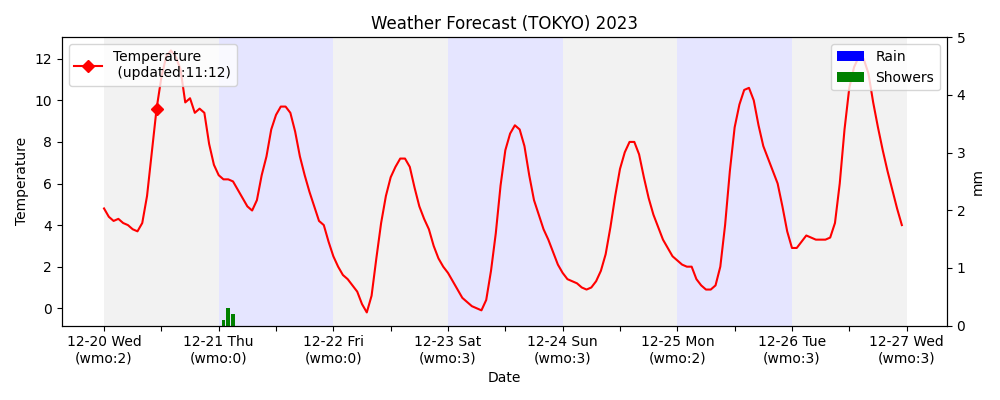 Weather Forecast (TOKYO) 2023
Temperature
(updated:11:12)
Rain
Showers
12
10
8
6
4
2
0
Temperature
5
4
3
2
1
0
mm
12-20 Wed
(wmo:2)
12-21 Thu
(wmo:0)
12-22 Fri
(wmo:0)
12-23 Sat
(wmo:3)
12-24 Sun
(wmo:3)
12-25 Mon
(wmo:2)
12-26 Tue
(wmo:3)
12-27 Wed
(wmo:3)
Date